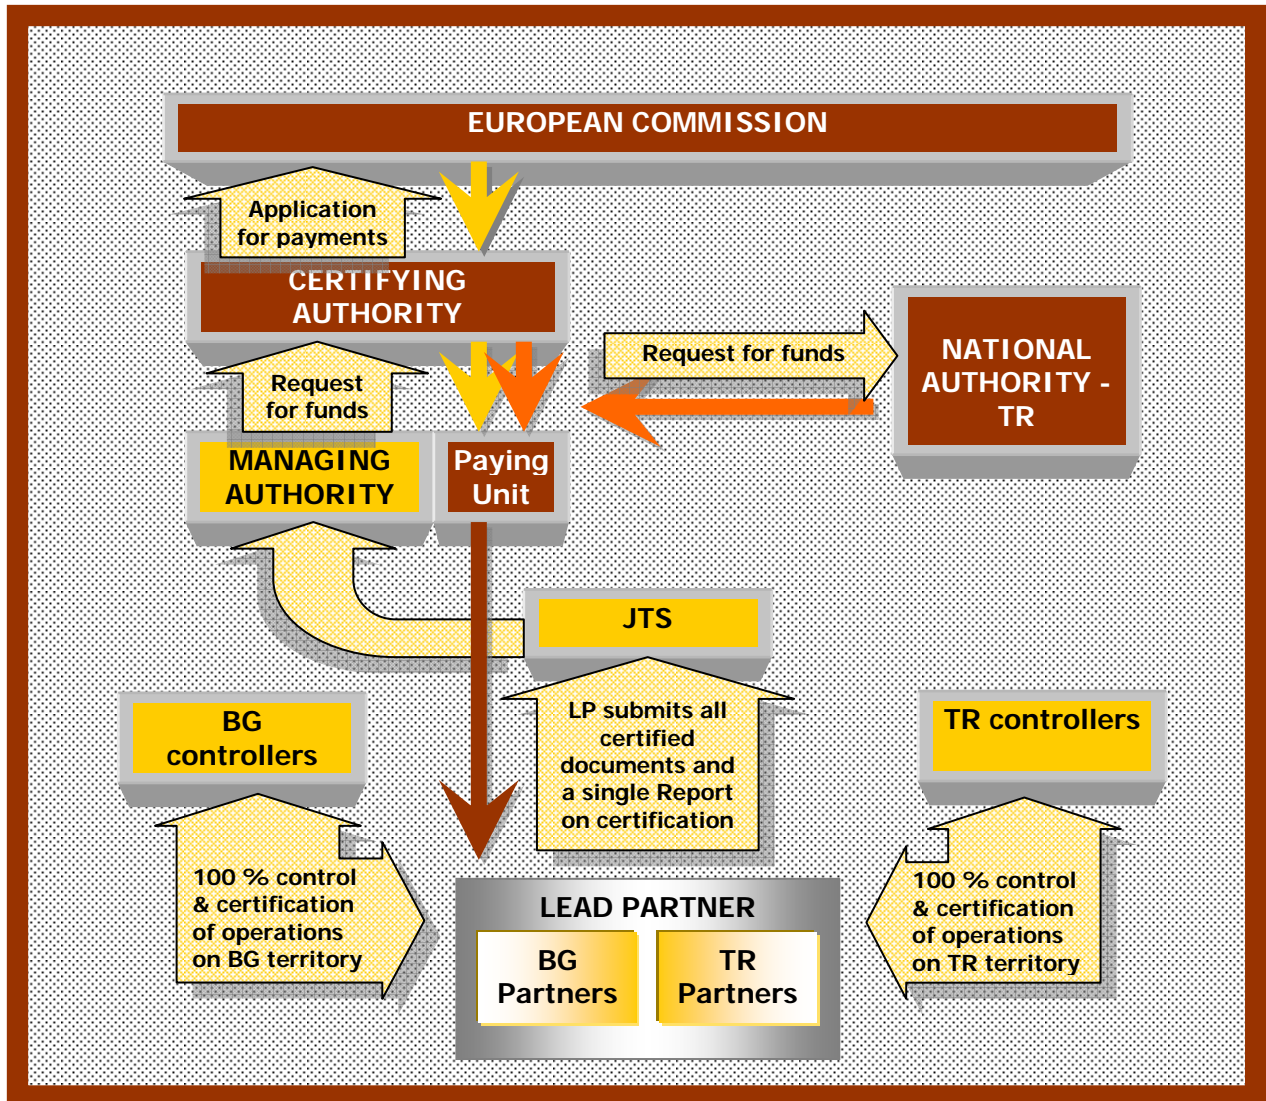 EUROPEAN COMMISSION
Application
for payments
CERTIFYING
AUTHORITY
Request for funds
NATIONAL
AUTHORITY -
TR
Request
for funds
MANAGING
AUTHORITY
Paying
Unit
JTS
BG
controllers
LP submits all
certified
documents and
a single Report
on certification
TR controllers
100 % control
& certification
of operations
on BG territory
LEAD PARTNER
BG
Partners
TR
Partners
100 % control
& certification
of operations
on TR territory